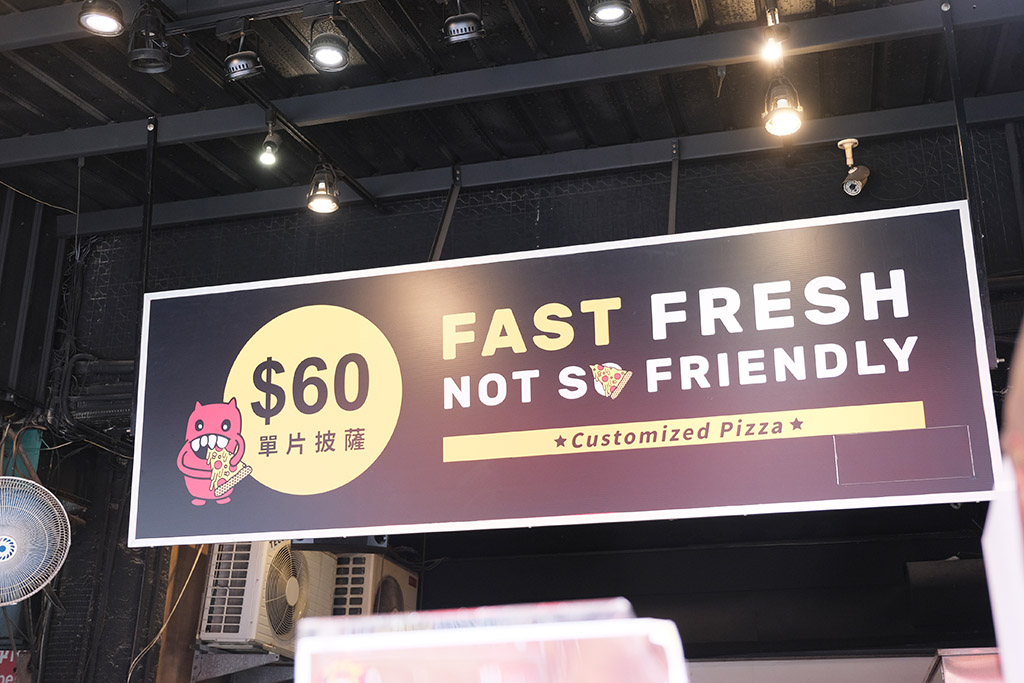 $60
單片披薩
FAST FRESH
NOT SO FRIENDLY
★Customized Pizza★